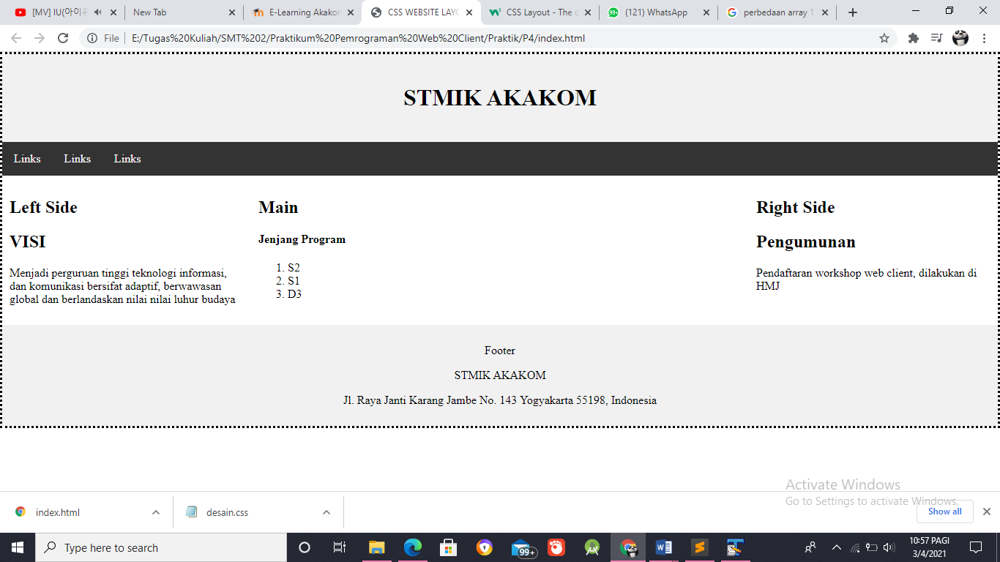 [MV] IU(아이유
New Tab
E-Learning Akakom
CSS WEBSITE LAYO
CSS Layout - The
(121) WhatsApp
perbedaan array 1
File
E:/Tugas%20Kuliah/SMT%202/Praktikum%20Pemrograman%20Web%20Client/Praktik/P4/index.html
STMIK AKAKOM
Links Links Links
Left Side
VISI
Menjadi perguruan tinggi teknologi informasi,
dan komunikasi bersifat adaptif, berwawasan
global dan berlandaskan nilai nilai luhur budaya
Main
Jenjang Program
1. S2
2. S1
3. D3
Right Side
Pengumunan
Pendaftaran workshop web client, dilakukan di
HMJ
Footer
STMIK AKAKOM
Jl. Raya Janti Karang Jambe No. 143 Yogyakarta 55198, Indonesia
Activate Windows
Go to Settings to activate Windows.
index.html
desain.css
Show all
Type here to search
99+
10:57 PAGI
3/4/2021